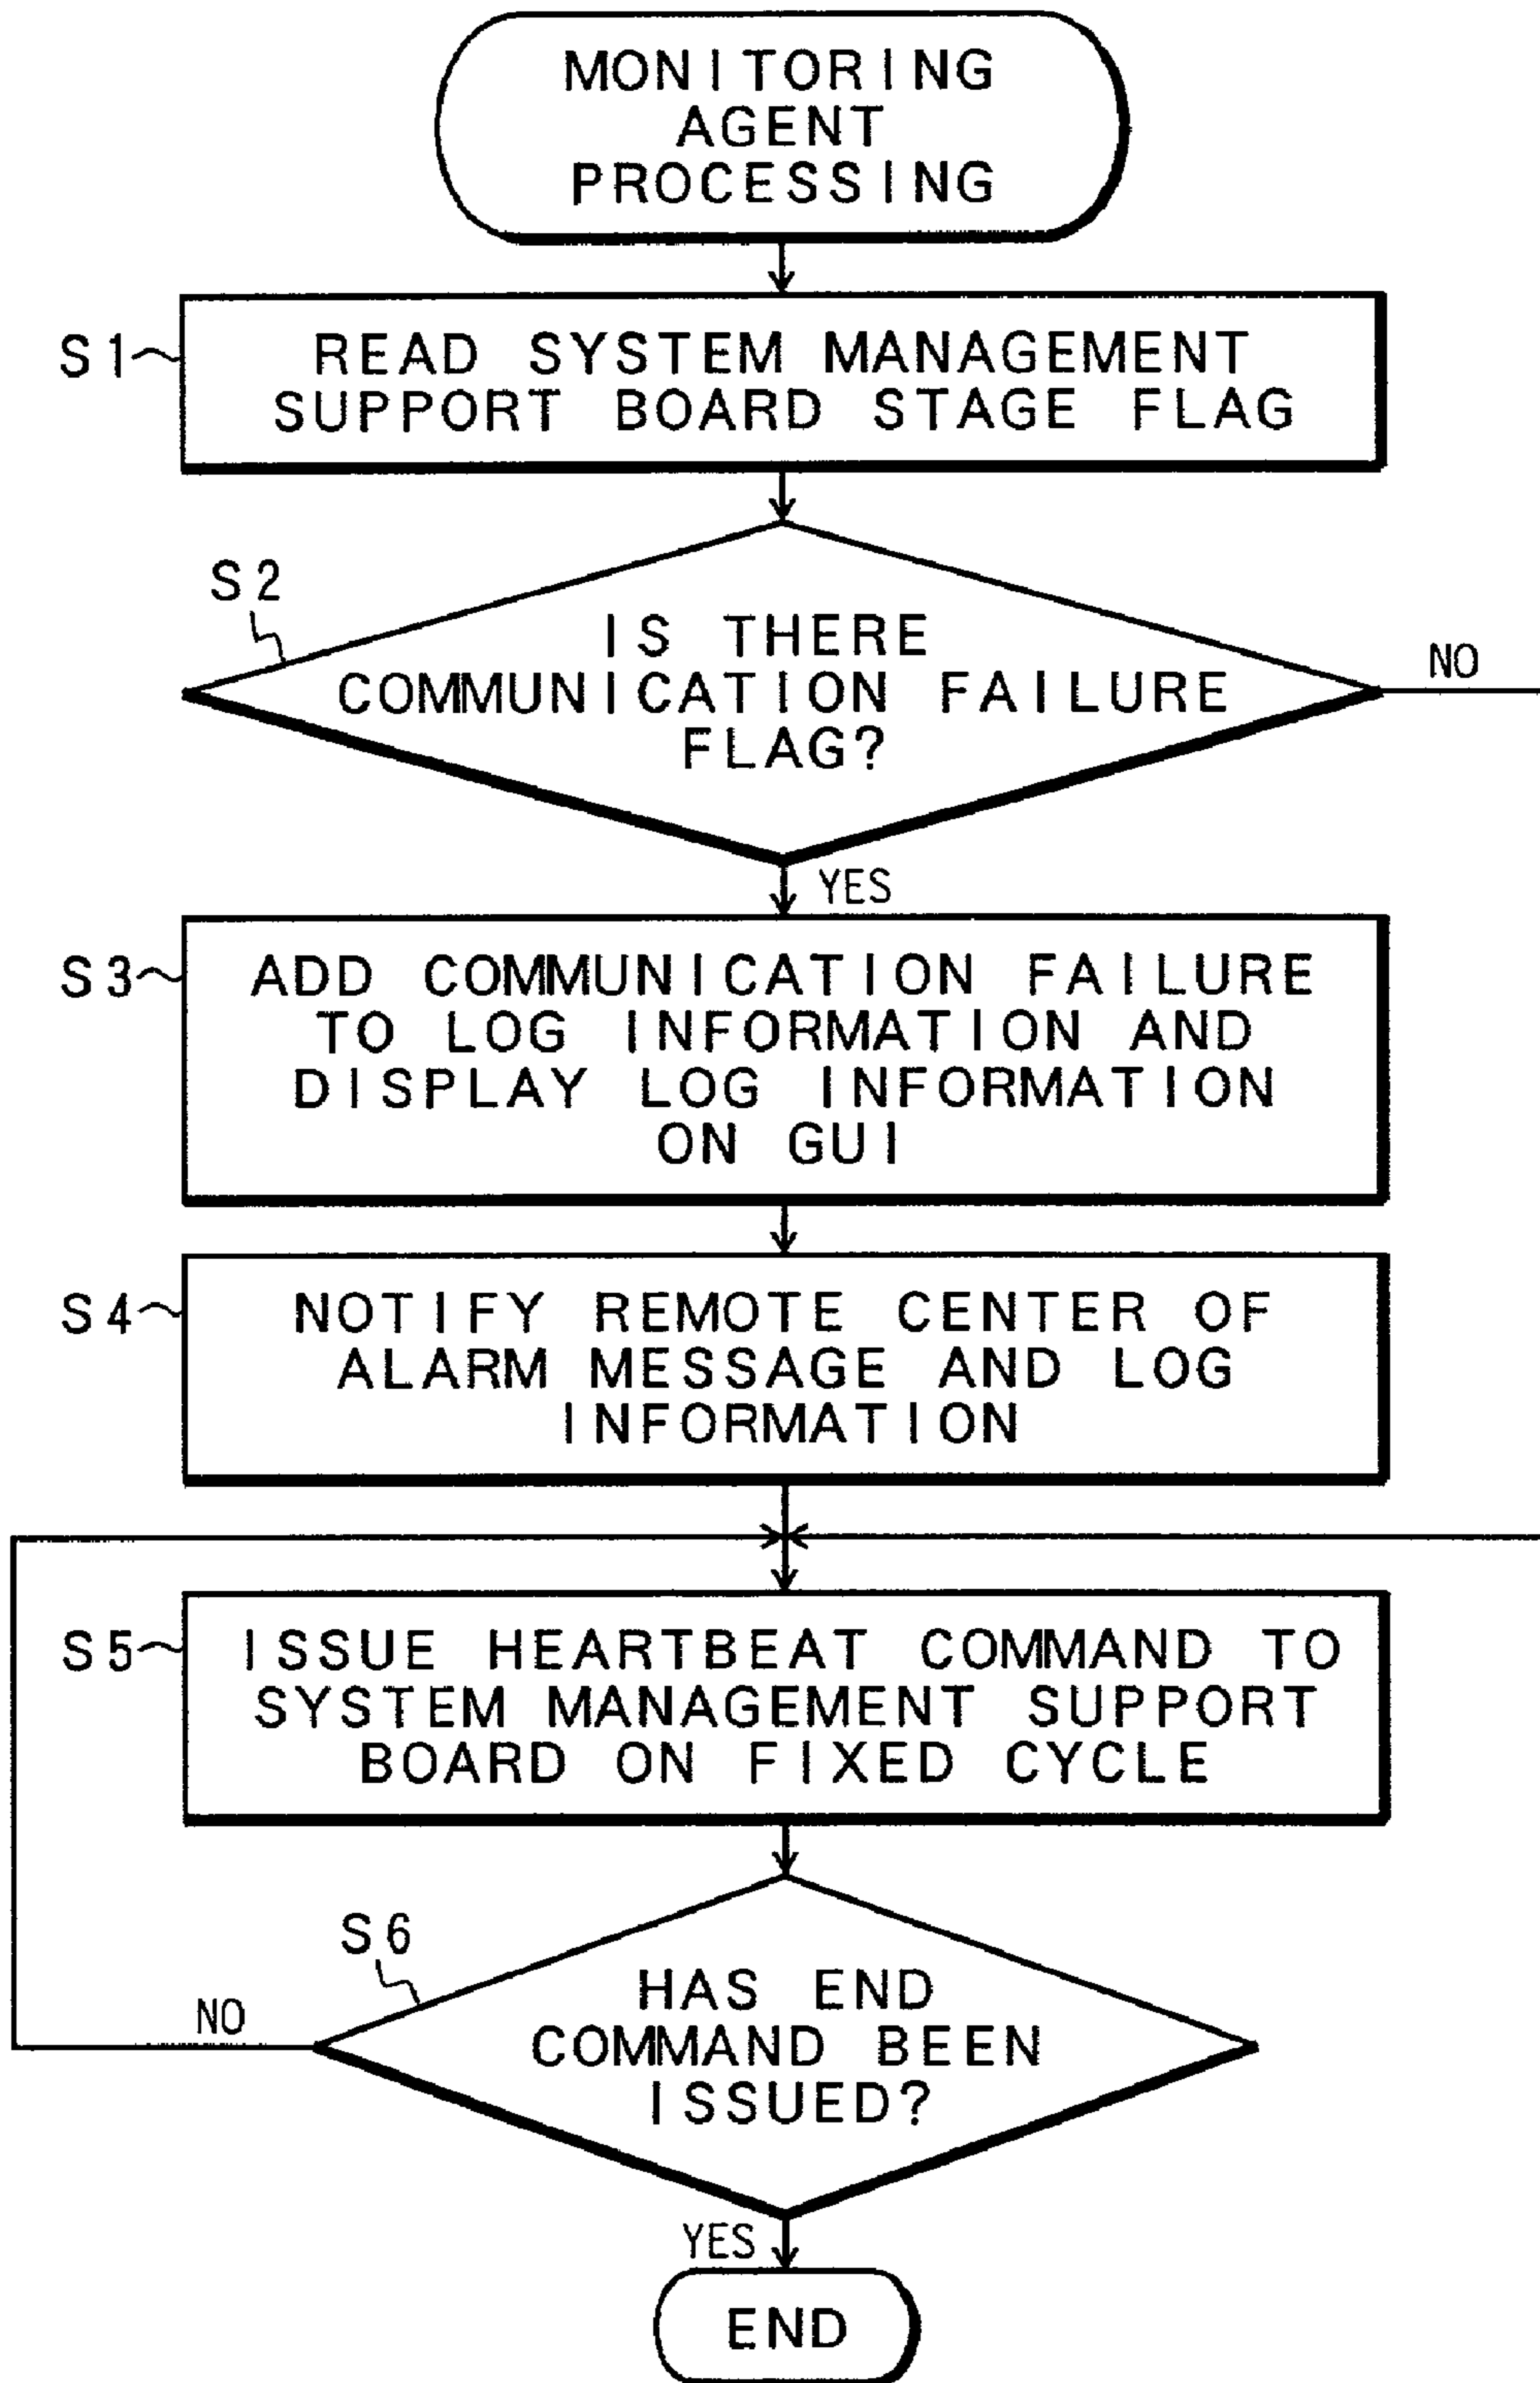 MONITORING
AGENT
PROCESSING
S1
READ SYSTEM MANAGEMENT
SUPPORT BOARD STAGE FLAG
S2
IS THERE
COMMUNICATION FAILURE
FLAG?
NO
YES
S3
ADD COMMUNICATION FAILURE
TO LOG INFORMATION AND
DISPLAY LOG INFORMATION
ON GUI
S4
NOTIFY REMOTE CENTER OF
ALARM MESSAGE AND LOG
INFORMATION
S5
ISSUE HEARTBEAT COMMAND TO
SYSTEM MANAGEMENT SUPPORT
BOARD ON FIXED CYCLE
S6
HAS END
COMMAND BEEN
ISSUED?
NO
YES
END